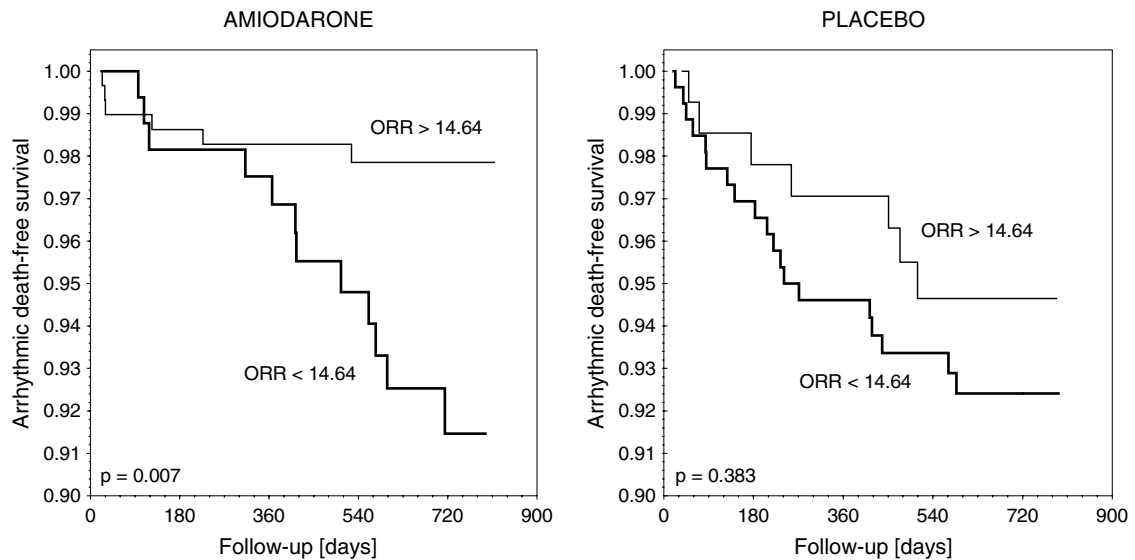 AMIODARONE
Arrhythmic death-free survival
1.00
0.99
0.98
0.97
0.96
0.95
0.94
0.93
0.92
0.91
0.90
ORR > 14.64
ORR < 14.64
p = 0.007
0 180 360 540 720 900
Follow-up [days]
PLACEBO
Arrhythmic death-free survival
1.00
0.99
0.98
0.97
0.96
0.95
0.94
0.93
0.92
0.91
0.90
ORR > 14.64
ORR < 14.64
p = 0.383
0 180 360 540 720 900
Follow-up [days]